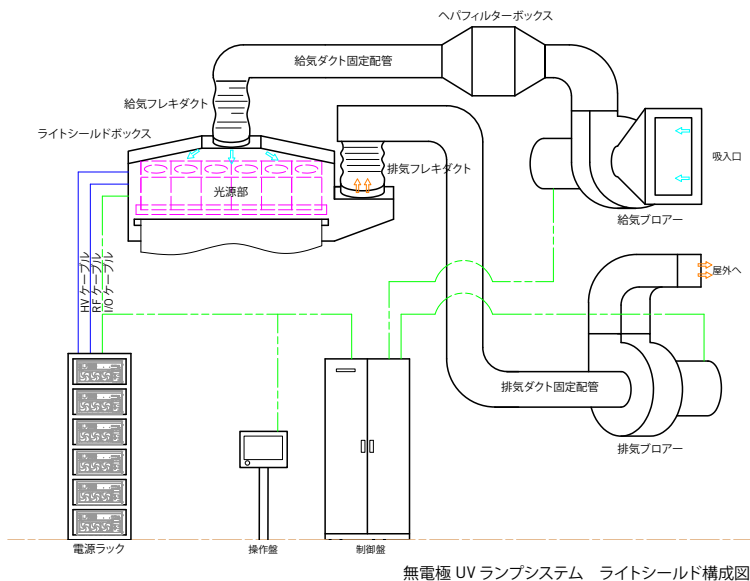 ヘパフィルターボックス
給気ダクト固定配管
給気フレキダクト
ライトシールドボックス
排気フレキダクト
吸入口
光源部
給気ブロアー
屋外へ
HV ケーブル
RF ケーブル
I/O ケーブル
排気ダクト固定配管
排気ブロアー
電源ラック
操作盤
制御盤
無電極 UV ランプシステム　ライトシールド構成図